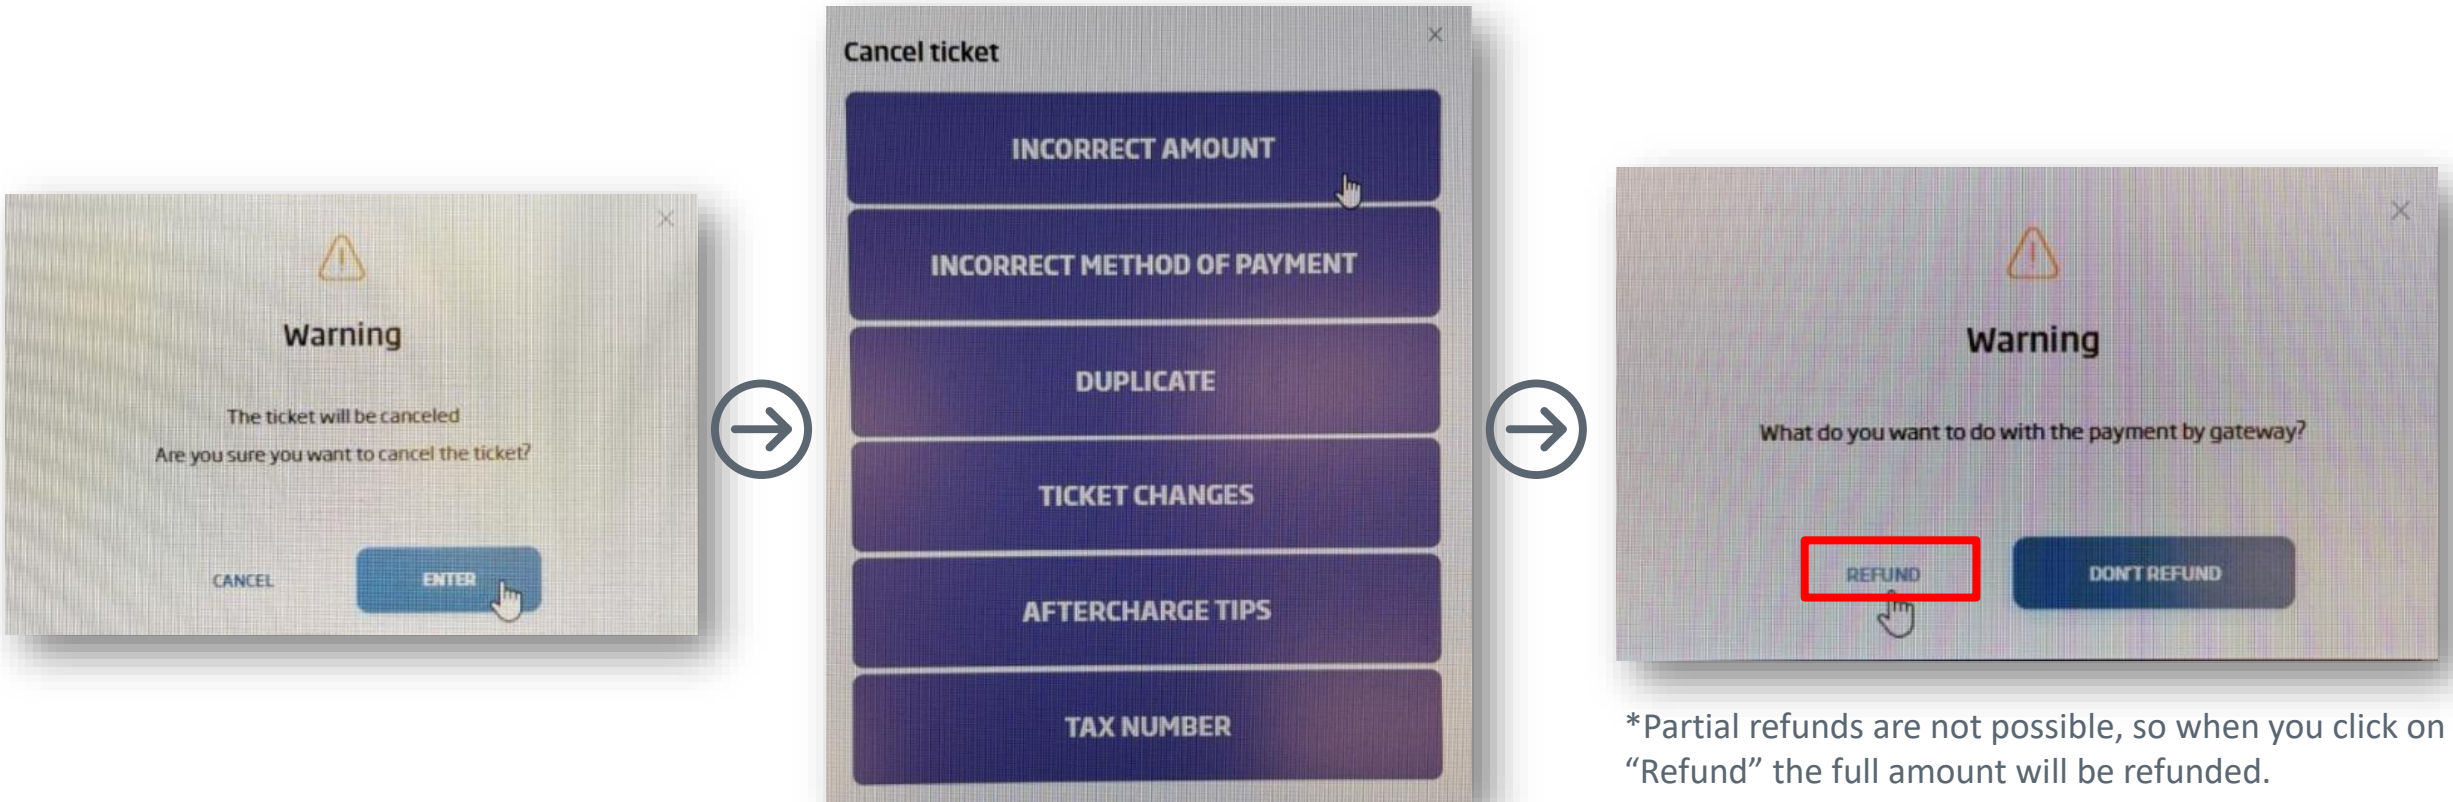 Warning
The ticket will be canceled
Are you sure you want to cancel the ticket?
CANCEL
ENTER
Cancel ticket
INCORRECT AMOUNT
INCORRECT METHOD OF PAYMENT
DUPLICATE
TICKET CHANGES
AFTERCHARGE TIPS
TAX NUMBER
Warning
What do you want to do with the payment by gateway?
REFUND
DON'T REFUND
*Partial refunds are not possible, so when you click on
“Refund” the full amount will be refunded.